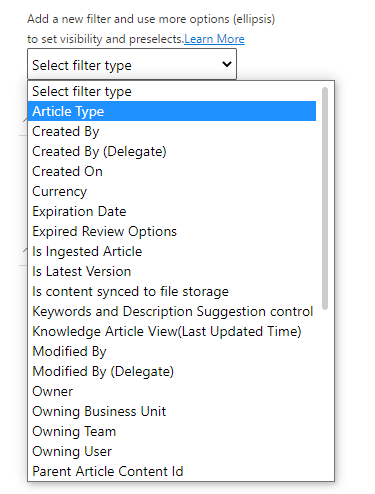 Add a new filter and use more options (ellipsis)
to set visibility and preselects.Learn More
Select filter type
Select filter type
Article Type
Created By
Created By (Delegate)
Created On
Currency
Expiration Date
Expired Review Options
Is Ingested Article
Is Latest Version
Is content synced to file storage
Keywords and Description Suggestion control
Knowledge Article View(Last Updated Time)
Modified By
Modified By (Delegate)
Owner
Owning Business Unit
Owning Team
Owning User
Parent Article Content Id